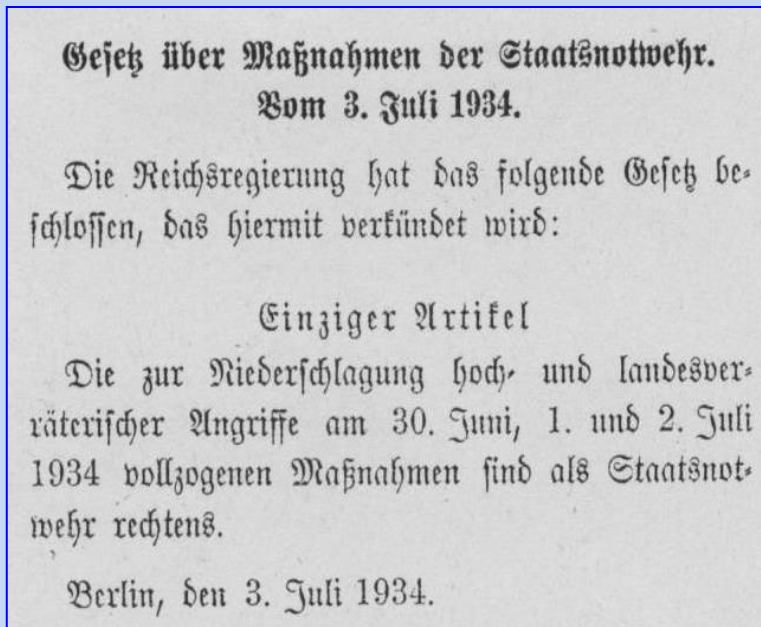 Gesetz über Maßnahmen der Staatsnotwehr.
Vom 3. Juli 1934.
Die Reichsregierung hat das folgende Gesetz be-
schlossen, das hiermit verkündet wird:
Einziger Artikel
Die zur Niederschlagung hoch- und landesver-
räterischer Angriffe am 30. Juni, 1. und 2. Juli
1934 vollzogenen Maßnahmen sind als Staatsnot-
wehr rechtens.
Berlin, den 3. Juli 1934.